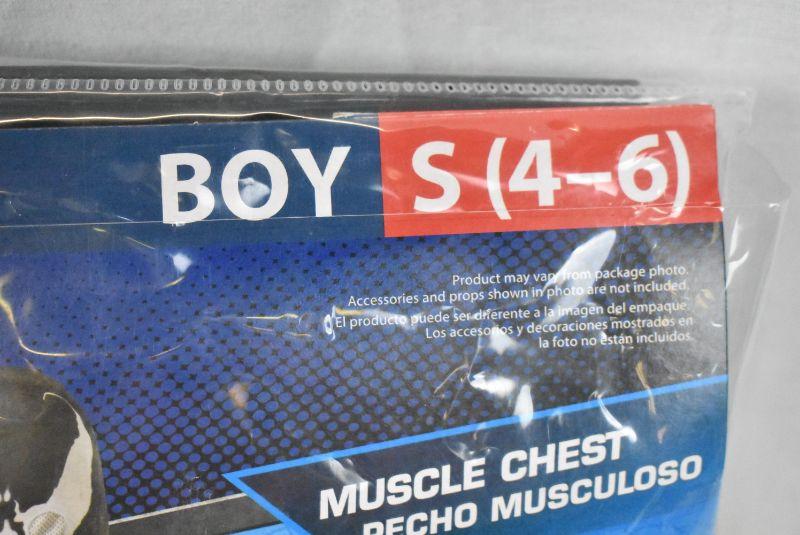 BOY S (4–6)
Product may vary from package photo.
Accessories and props shown in photo are not included.
El producto puede ser diferente a la imagen del empaque.
Los accesorios y decoraciones mostrados en
la foto no están incluidos.
MUSCLE CHEST
PECHO MUSCULOSO